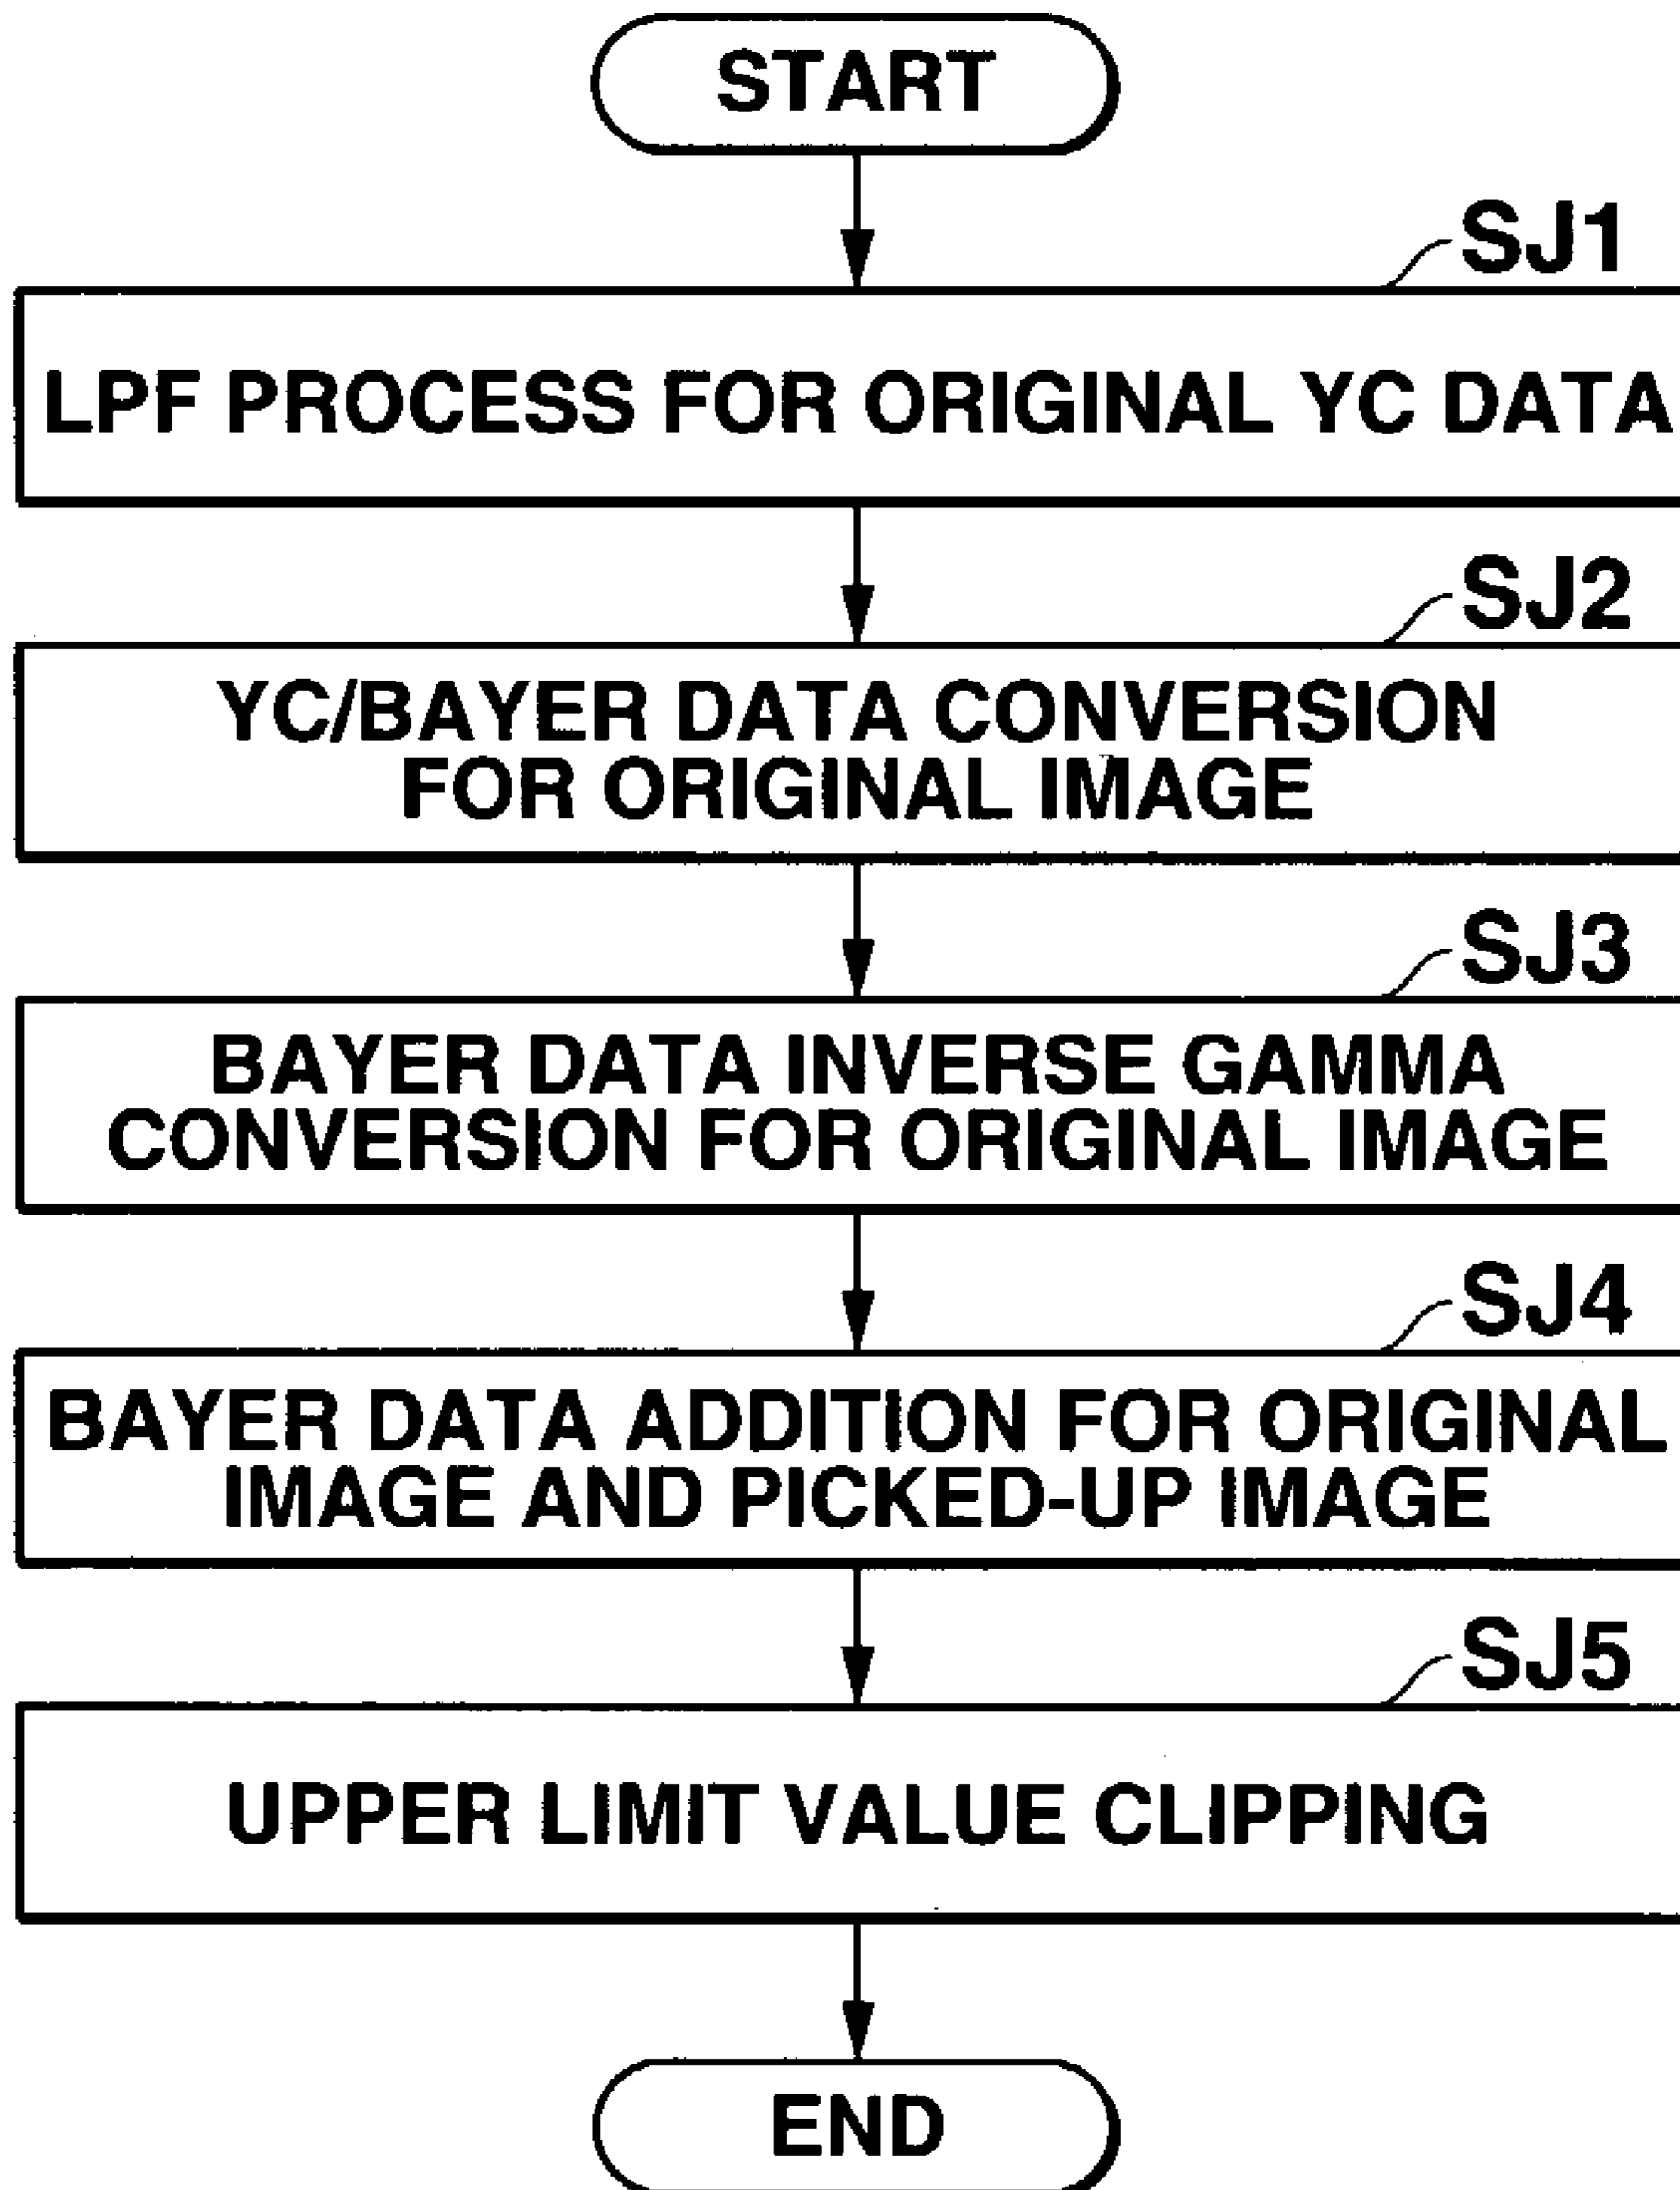 START
SJ1
LPF PROCESS FOR ORIGINAL YC DATA
SJ2
YC/BAYER DATA CONVERSION
FOR ORIGINAL IMAGE
SJ3
BAYER DATA INVERSE GAMMA
CONVERSION FOR ORIGINAL IMAGE
SJ4
BAYER DATA ADDITION FOR ORIGINAL
IMAGE AND PICKED-UP IMAGE
SJ5
UPPER LIMIT VALUE CLIPPING
END